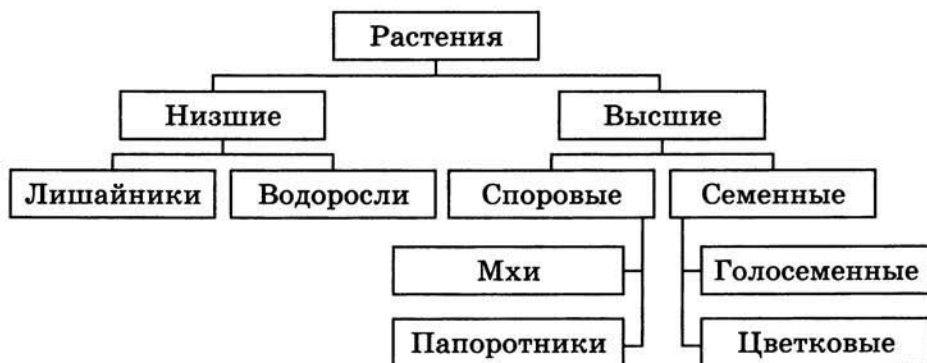 Растения
Низшие
Высшие
Лишайники
Водоросли
Споровые
Семенные
Мхи
Голосеменные
Папоротники
Цветковые